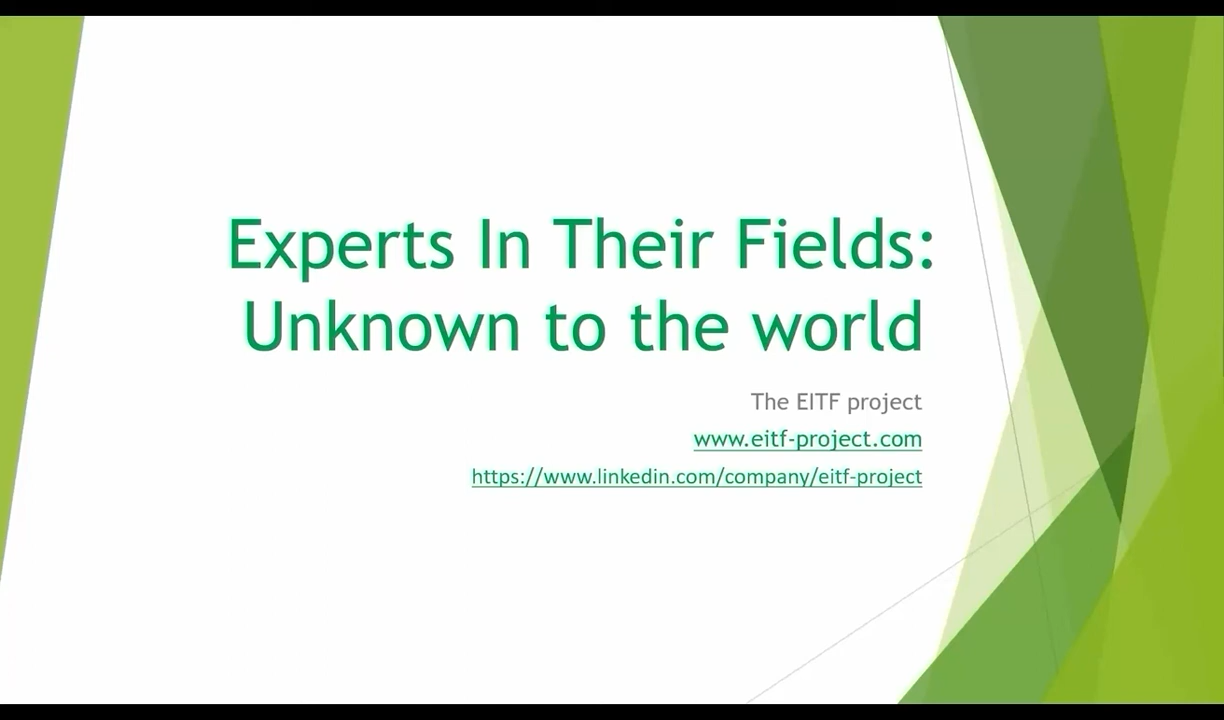 Experts In Their Fields:
Unknown to the world
The EITF project
www.eitf-project.com
https://www.linkedin.com/company/eitf-project